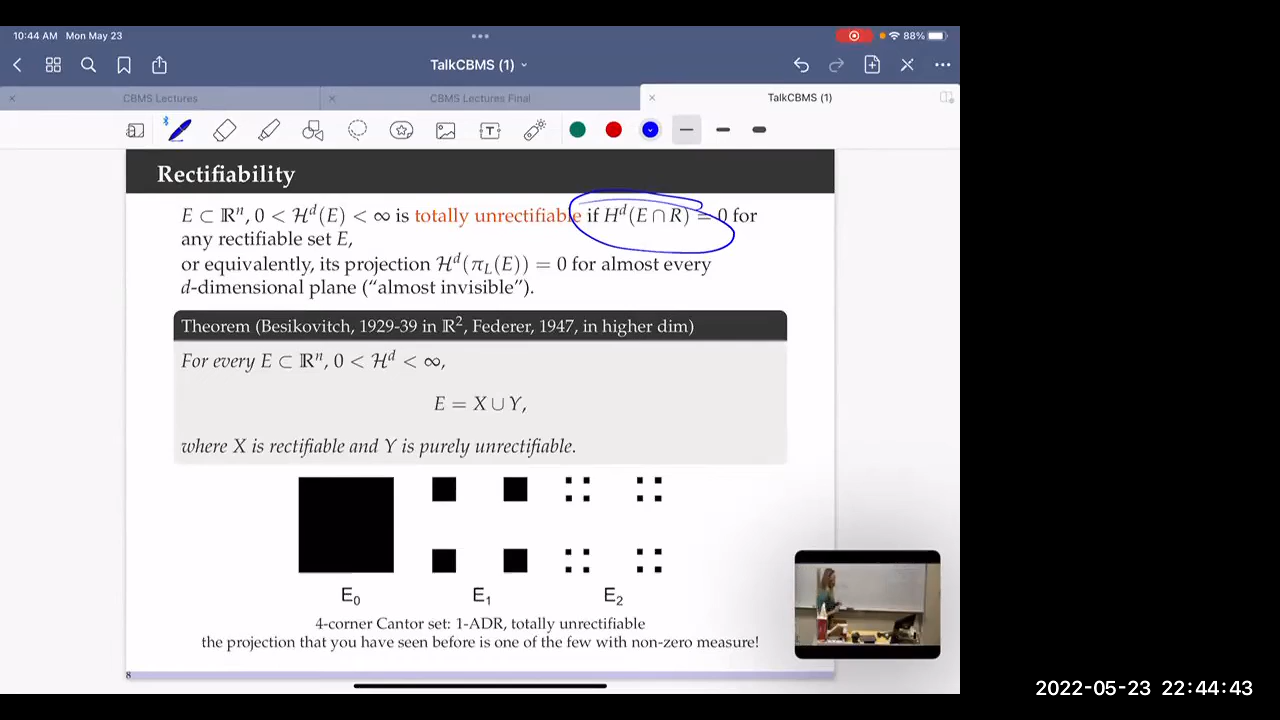 10:44 AM Mon May 23
88%
TalkCBMS (1)
CBMS Lectures
CBMS Lectures Final
TalkCBMS (1)
Rectifiability
E ⊂ ℝⁿ, 0 < ℋᵈ(E) < ∞ is totally unrectifiable if Hᵈ(E ∩ R) = 0 for
any rectifiable set E,
or equivalently, its projection ℋᵈ(π_L(E)) = 0 for almost every
d-dimensional plane (“almost invisible”).
Theorem (Besikovitch, 1929-39 in ℝ², Federer, 1947, in higher dim)
For every E ⊂ ℝⁿ, 0 < ℋᵈ < ∞,
E = X ∪ Y,
where X is rectifiable and Y is purely unrectifiable.
E₀ E₁ E₂
4-corner Cantor set: 1-ADR, totally unrectifiable
the projection that you have seen before is one of the few with non-zero measure!
8
2022-05-23 22:44:43